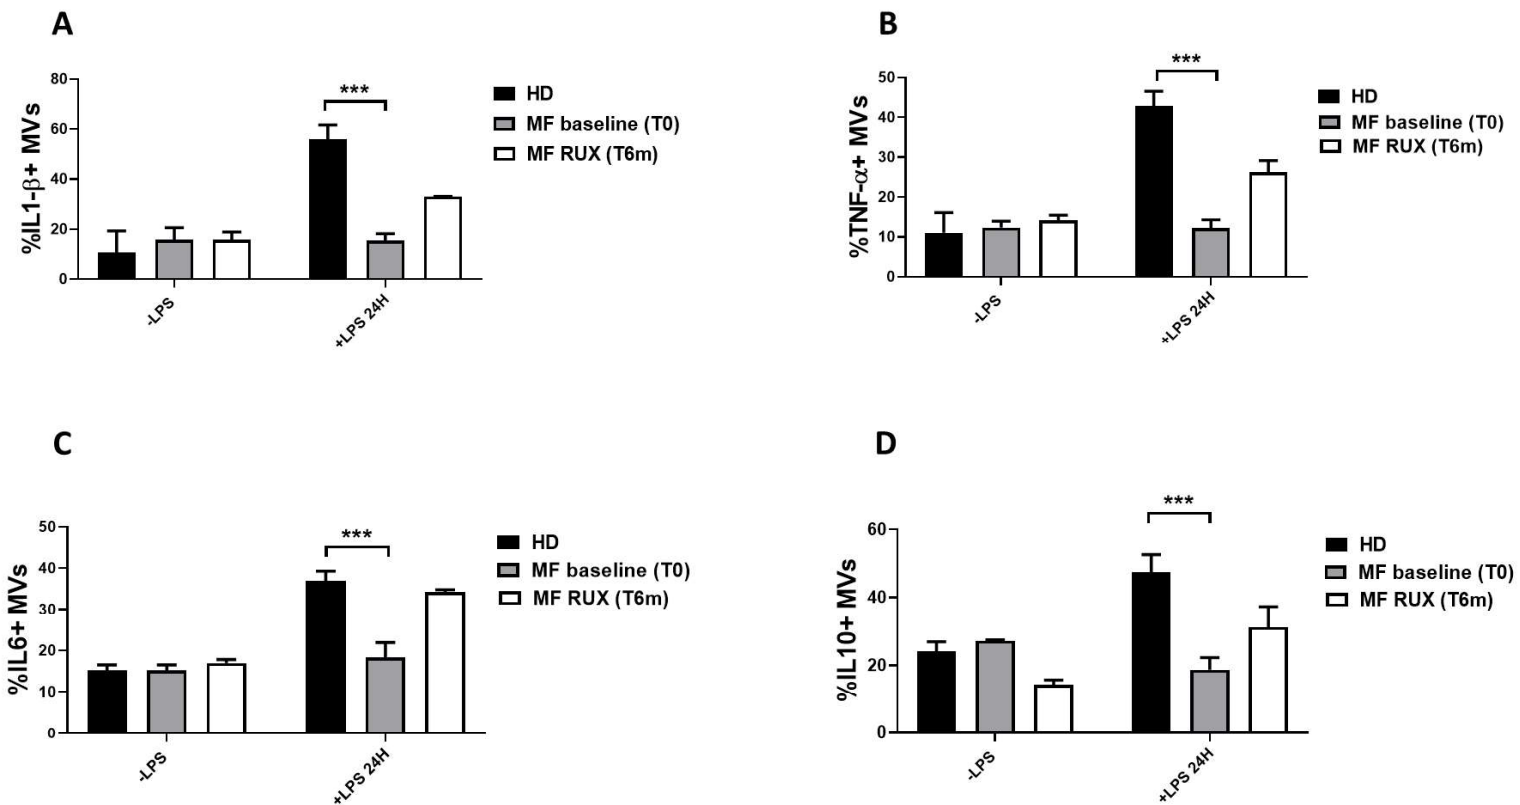 A
%IL1-β+ MVs
80
60
40
20
0
***
-LPS
+LPS 24H
HD
MF baseline (T0)
MF RUX (T6m)
B
%TNF-α+ MVs
50
40
30
20
10
0
***
-LPS
+LPS 24H
HD
MF baseline (T0)
MF RUX (T6m)
C
%IL6+ MVs
50
40
30
20
10
0
***
-LPS
+LPS 24H
HD
MF baseline (T0)
MF RUX (T6m)
D
%IL10+ MVs
60
40
20
0
***
-LPS
+LPS 24H
HD
MF baseline (T0)
MF RUX (T6m)